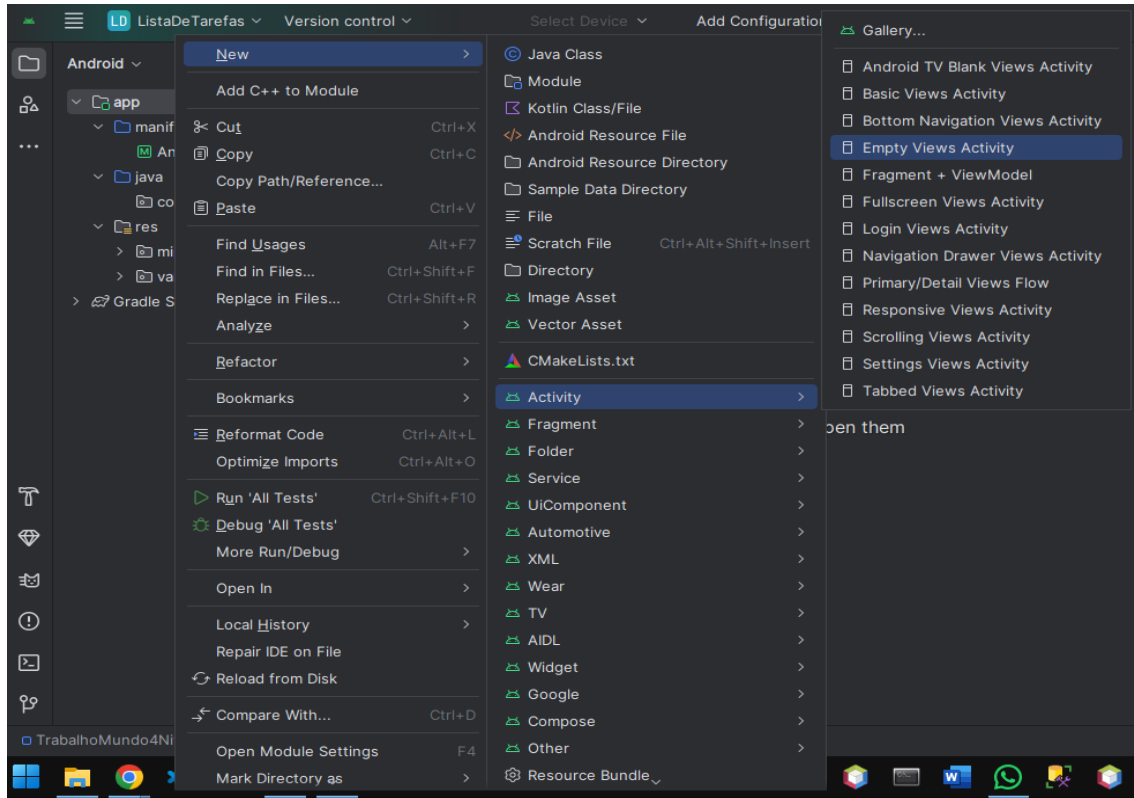 LD ListaDeTarefas Version control Select Device Add Configuration
Android
app
manif
An
java
co
res
mi
va
Gradle S
TrabalhoMundo4Ni
New
Add C++ to Module
Cut Ctrl+X
Copy Ctrl+C
Copy Path/Reference...
Paste Ctrl+V
Find Usages Alt+F7
Find in Files... Ctrl+Shift+F
Replace in Files... Ctrl+Shift+R
Analyze
Refactor
Bookmarks
Reformat Code Ctrl+Alt+L
Optimize Imports Ctrl+Alt+O
Run 'All Tests' Ctrl+Shift+F10
Debug 'All Tests'
More Run/Debug
Open In
Local History
Repair IDE on File
Reload from Disk
Compare With... Ctrl+D
Open Module Settings F4
Mark Directory as
Java Class
Module
Kotlin Class/File
Android Resource File
Android Resource Directory
Sample Data Directory
File
Scratch File Ctrl+Alt+Shift+Insert
Directory
Image Asset
Vector Asset
CMakeLists.txt
Activity
Fragment
Folder
Service
UiComponent
Automotive
XML
Wear
TV
AIDL
Widget
Google
Compose
Other
Resource Bundle
Gallery...
Android TV Blank Views Activity
Basic Views Activity
Bottom Navigation Views Activity
Empty Views Activity
Fragment + ViewModel
Fullscreen Views Activity
Login Views Activity
Navigation Drawer Views Activity
Primary/Detail Views Flow
Responsive Views Activity
Scrolling Views Activity
Settings Views Activity
Tabbed Views Activity
pen them